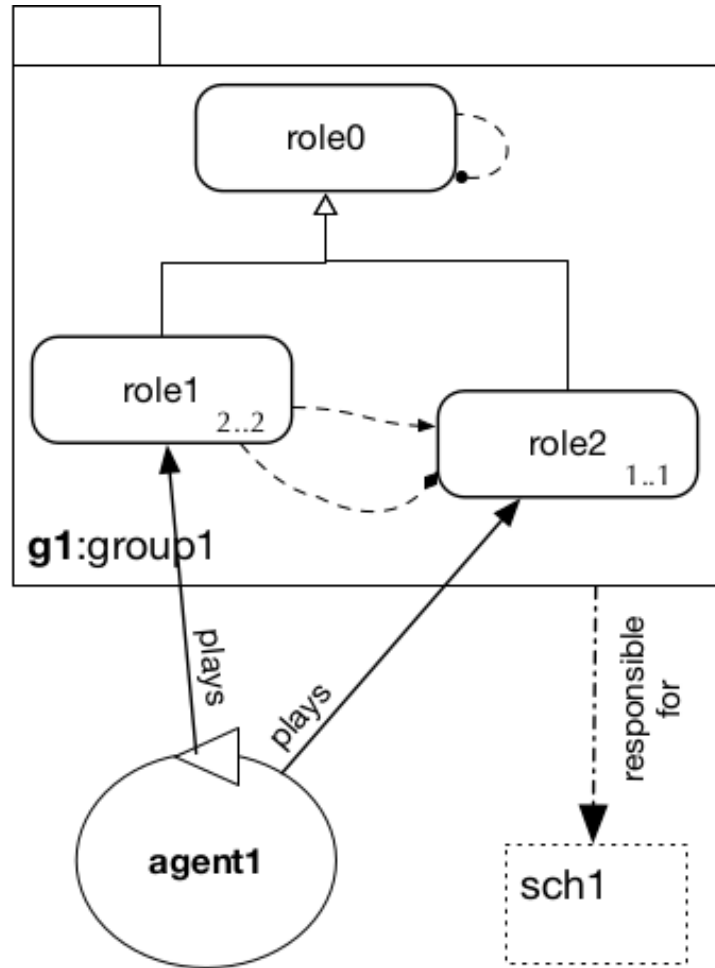 role0
role1
2..2
role2
1..1
g1:group1
plays
plays
responsible
for
agent1
sch1